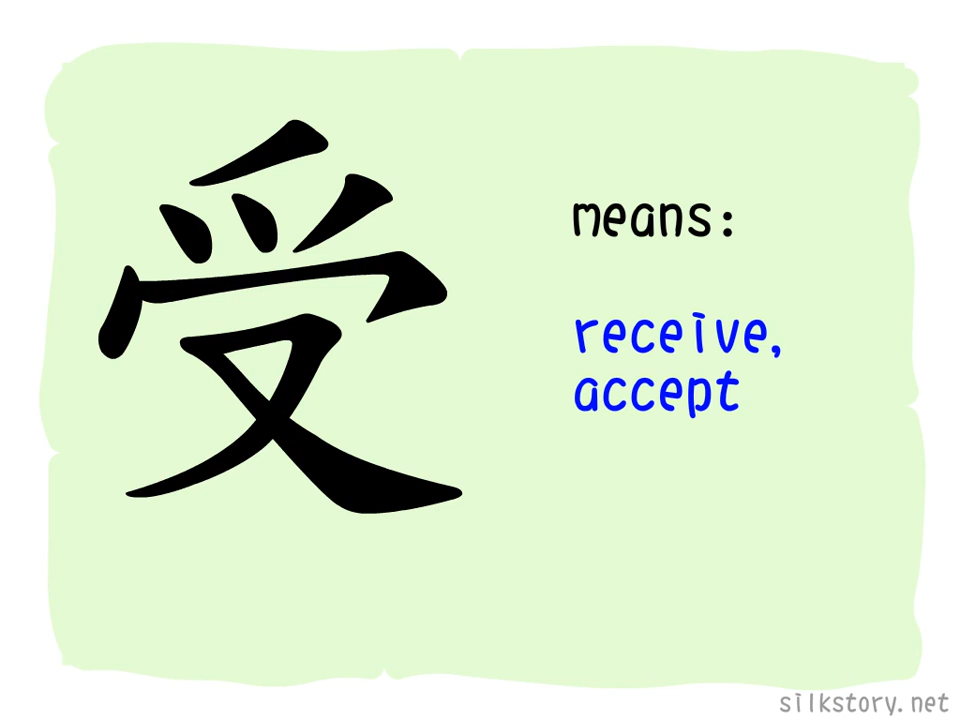 受
means:
receive,
accept
silkstory.net